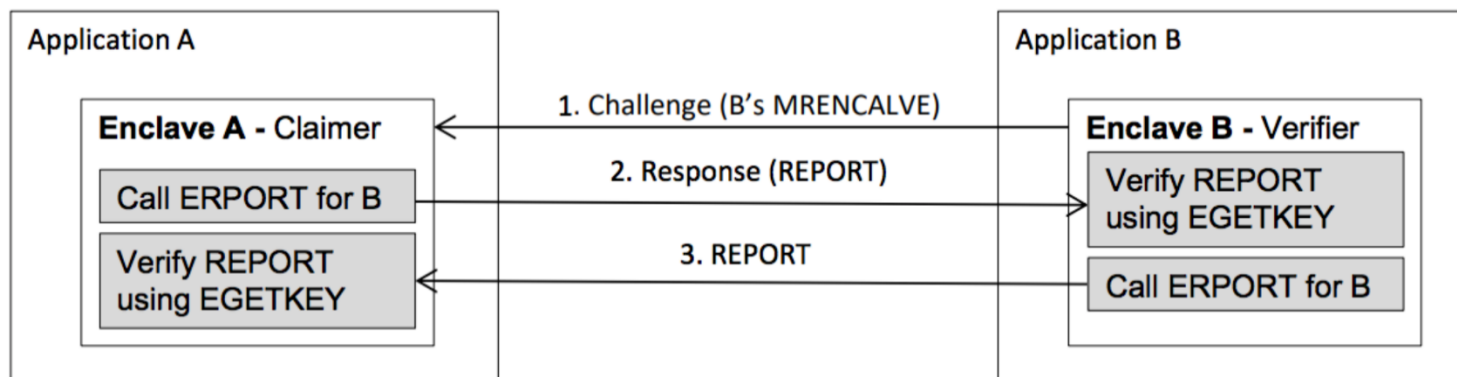 Application A
Application B
1. Challenge (B's MRENCALVE)
Enclave A - Claimer
Enclave B - Verifier
2. Response (REPORT)
Call ERPORT for B
Verify REPORT
using EGETKEY
3. REPORT
Verify REPORT
using EGETKEY
Call ERPORT for B